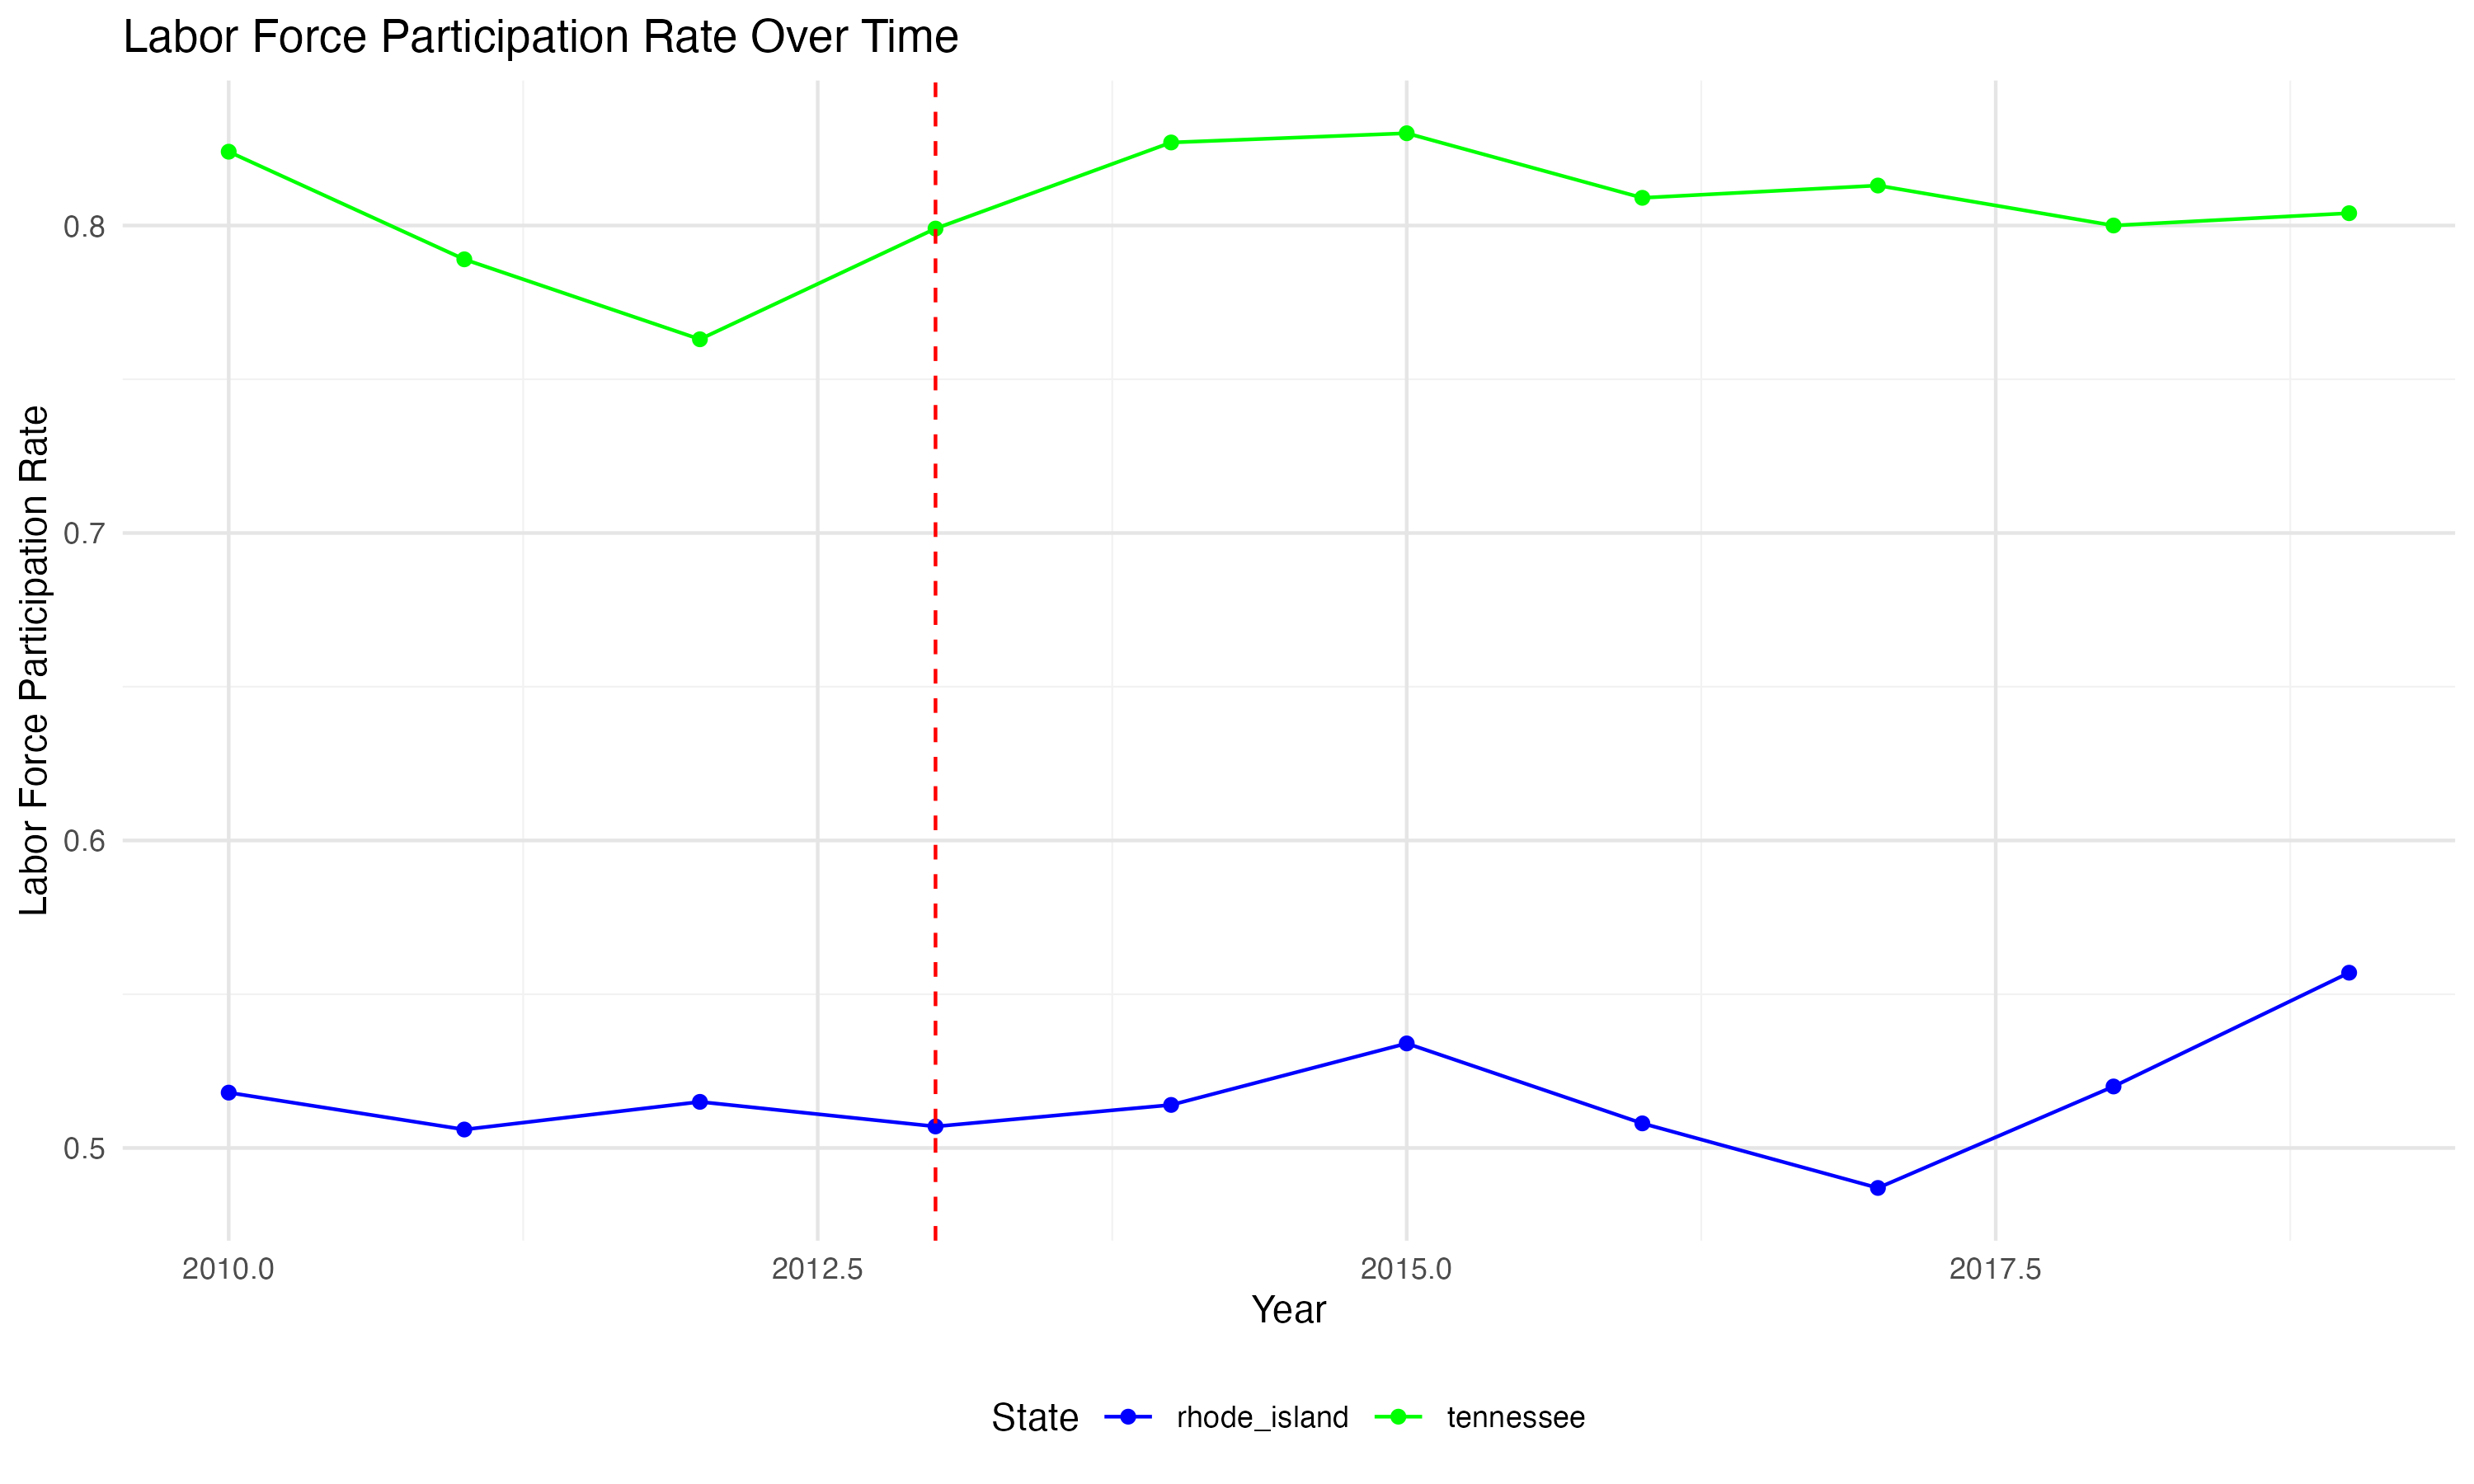 Labor Force Participation Rate Over Time
Labor Force Participation Rate
0.8
0.7
0.6
0.5
2010.0 2012.5 2015.0 2017.5
Year
State rhode_island tennessee